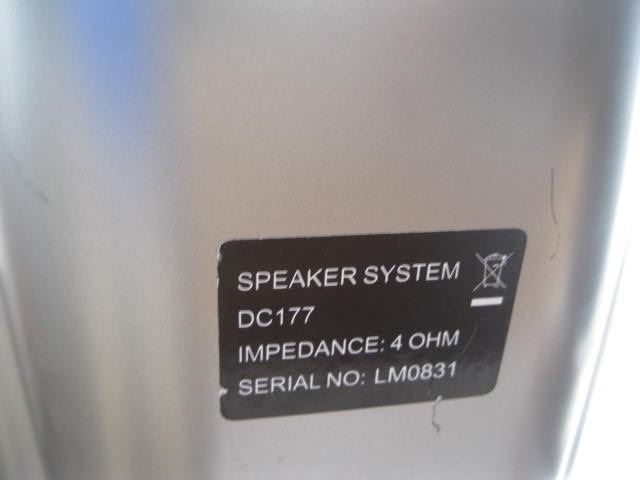 SPEAKER SYSTEM
DC177
IMPEDANCE: 4 OHM
SERIAL NO: LM0831